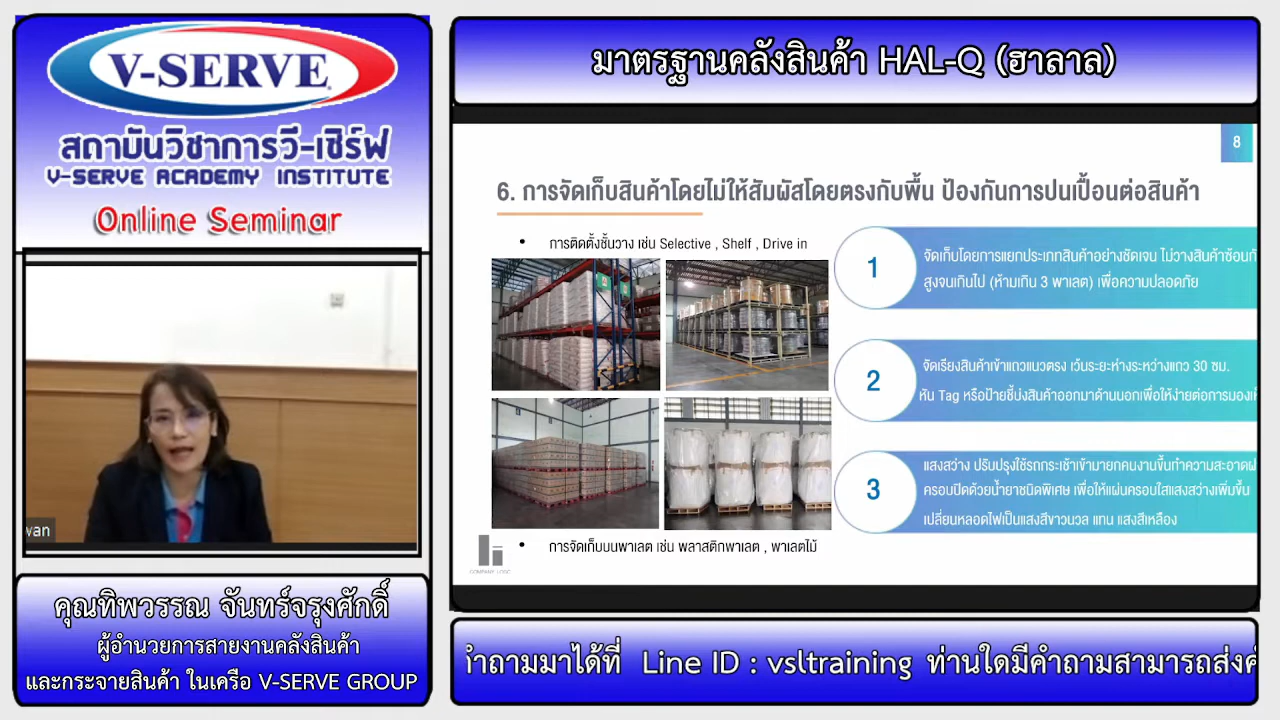 V-SERVE
สถาบันวิชาการวี-เซิร์ฟ
V-SERVE ACADEMY INSTITUTE
Online Seminar
wan
คุณทิพวรรณ จันทร์จรุงศักดิ์
ผู้อำนวยการสายงานคลังสินค้า
และกระจายสินค้า ในเครือ V-SERVE GROUP
มาตรฐานคลังสินค้า HAL-Q (ฮาลาล)
8
6. การจัดเก็บสินค้าโดยไม่ให้สัมผัสโดยตรงกับพื้น ป้องกันการปนเปื้อนต่อสินค้า
• การติดตั้งชั้นวาง เช่น Selective , Shelf , Drive in
1
จัดเก็บโดยการแยกประเภทสินค้าอย่างชัดเจน ไม่วางสินค้าซ้อนกั
สูงจนเกินไป (ห้ามเกิน 3 พาเลต) เพื่อความปลอดภัย
2
จัดเรียงสินค้าเข้าแถวแนวตรง เว้นระยะห่างระหว่างแถว 30 ซม.
หัน Tag หรือป้ายชี้บ่งสินค้าออกมาด้านนอกเพื่อให้ง่ายต่อการมองเห็
3
แสงสว่าง ปรับปรุงใช้รถกระเช้าเข้ามายกคนงานขึ้นทำความสะอาดฝ
ครอบปิดด้วยน้ำยาชนิดพิเศษ เพื่อให้แผ่นครอบใสแสงสว่างเพิ่มขึ้น
เปลี่ยนหลอดไฟเป็นแสงสีขาวนวล แทน แสงสีเหลือง
• การจัดเก็บบนพาเลต เช่น พลาสติกพาเลต , พาเลตไม้
COMPANY LOGO
ถามมาได้ที่ Line ID : vsltraining ท่านใดมีคำถามสามารถส่งค